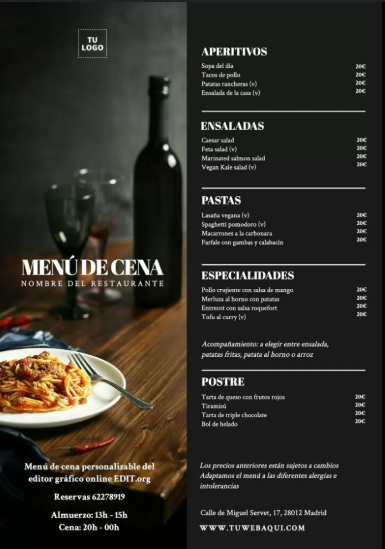 TU
LOGO
MENÚ DE CENA
NOMBRE DEL RESTAURANTE
Menú de cena personalizable del
editor gráfico online EDIT.org
Reservas 62278919
Almuerzo: 13h - 15h
Cena: 20h - 00h
APERITIVOS
Sopa del día 20€
Tacos de pollo 20€
Patatas rancheras (v) 20€
Ensalada de la casa (v) 20€
ENSALADAS
Caesar salad 20€
Feta salad (v) 20€
Marinated salmon salad 20€
Vegan Kale salad (v) 20€
PASTAS
Lasaña vegana (v) 20€
Spaghetti pomodoro (v) 20€
Macarrones a la carbonara 20€
Farfale con gambas y calabacín 20€
ESPECIALIDADES
Pollo crujiente con salsa de mango 20€
Merluza al horno con patatas 20€
Entrecot con salsa roquefort 20€
Tofu al curry (v) 20€
Acompañamiento: a elegir entre ensalada,
patatas fritas, patata al horno o arroz
POSTRE
Tarta de queso con frutos rojos 20€
Tiramisú 20€
Tarta de triple chocolate 20€
Bol de helado 20€
Los precios anteriores están sujetos a cambios
Adaptamos el menú a las diferentes alergias e
intolerancias
Calle de Miguel Servet, 17, 28012 Madrid
WWW.TUWEBAQUI.COM